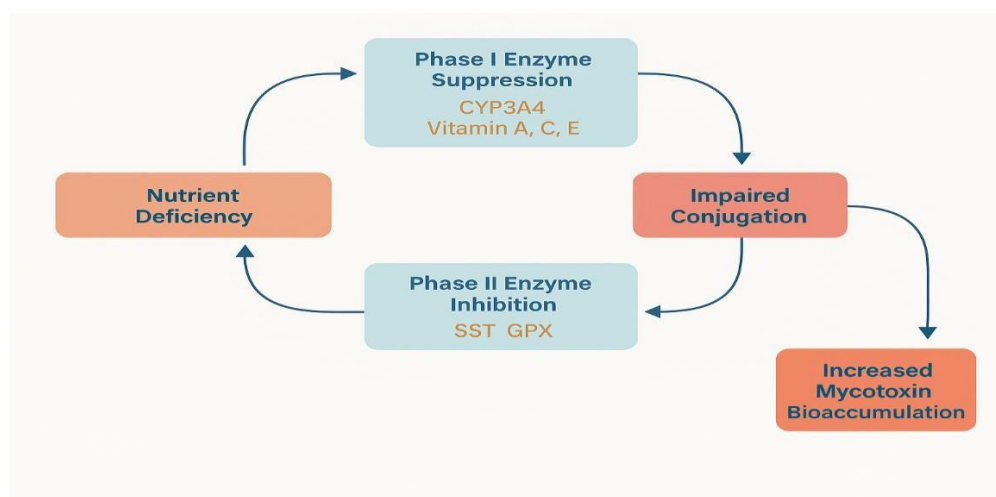 Phase I Enzyme
Suppression
CYP3A4
Vitamin A, C, E
Nutrient
Deficiency
Impaired
Conjugation
Phase II Enzyme
Inhibition
SST GPX
Increased
Mycotoxin
Bioaccumulation